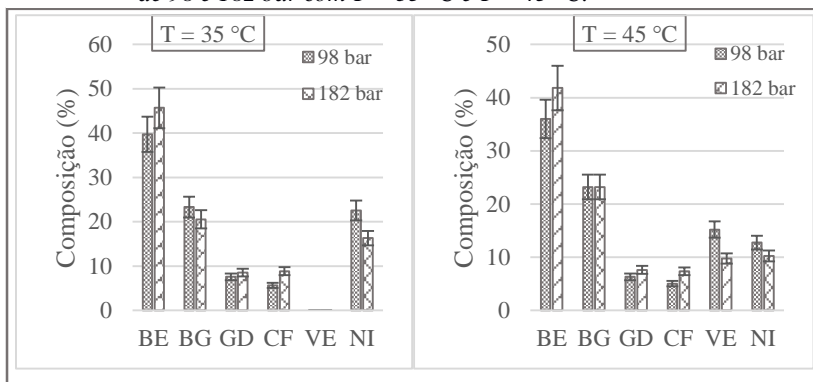 de 98 e 182 bar com T = 35 °C e T = 45 °C.
T = 35 °C
98 bar
182 bar
Composição (%)
60
50
40
30
20
10
0
BE BG GD CF VE NI
T = 45 °C
98 bar
182 bar
Composição (%)
50
40
30
20
10
0
BE BG GD CF VE NI